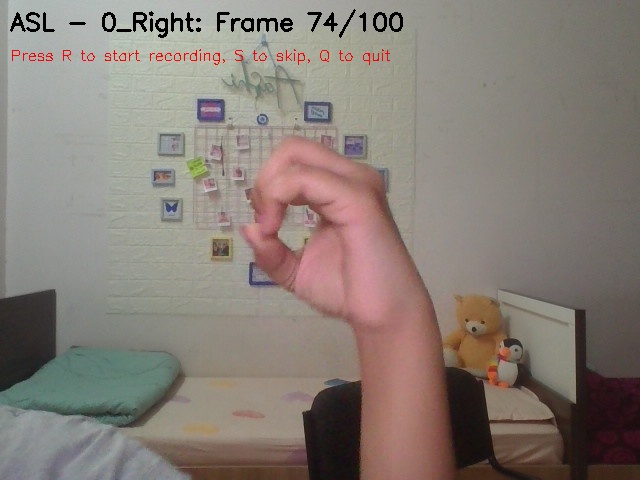 ASL - 0_Right: Frame 74/100
Press R to start recording, S to skip, Q to quit